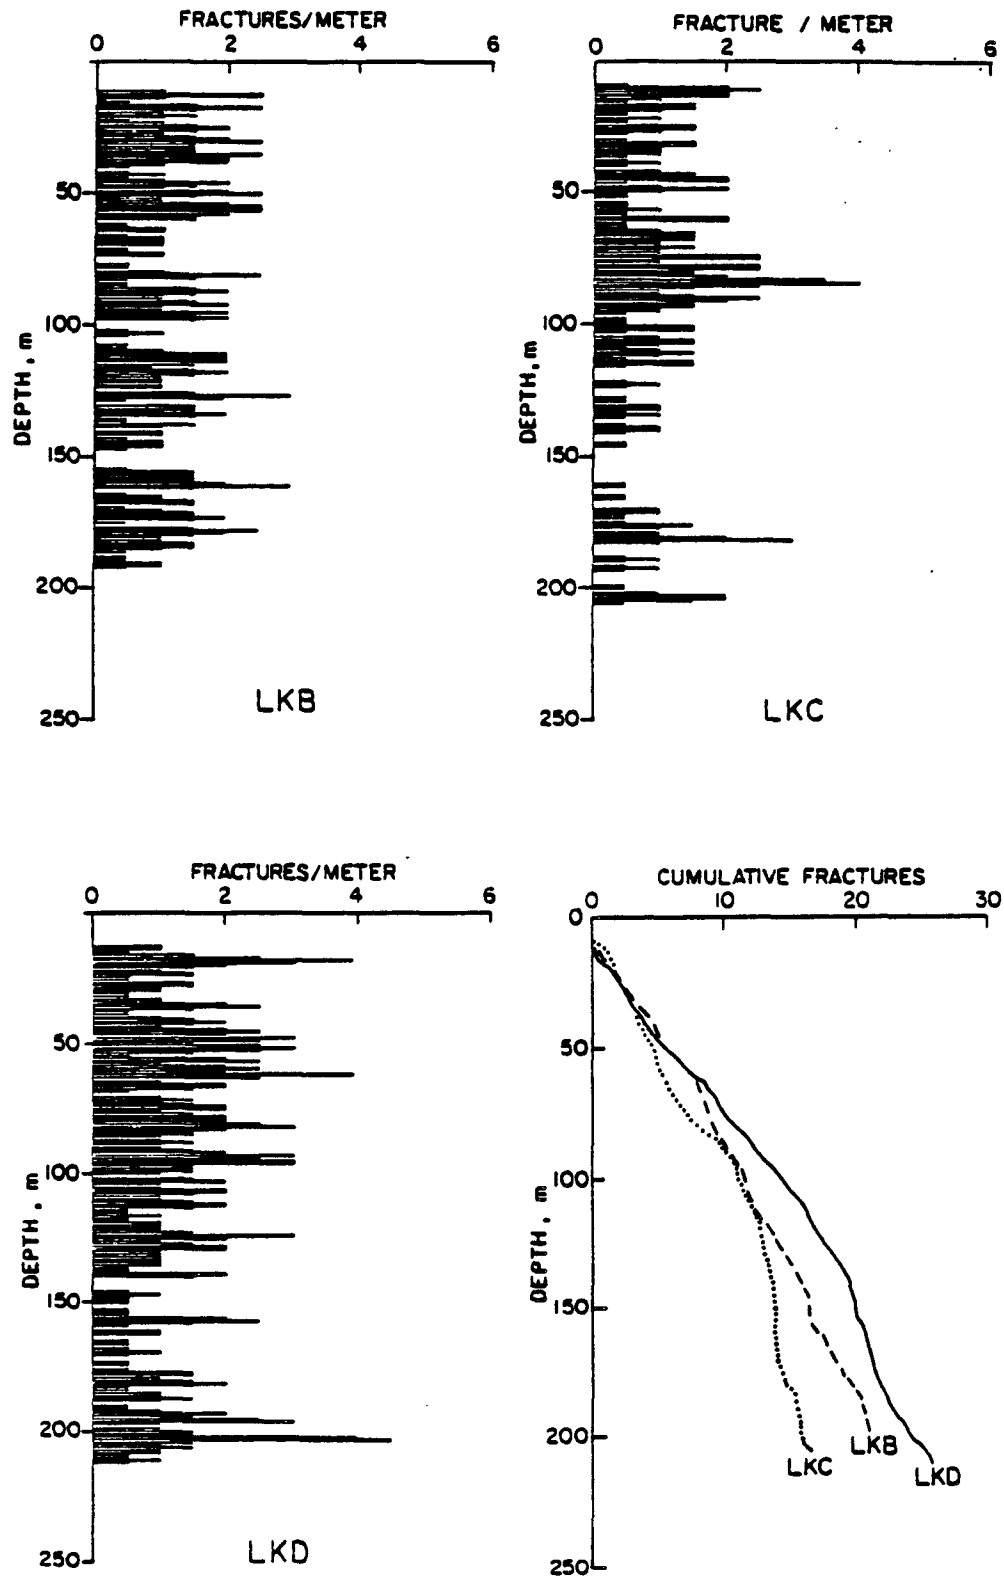 FRACTURES/METER
0 2 4 6
50
100
150
200
250
DEPTH, m
LKB
FRACTURE / METER
0 2 4 6
50
100
150
200
250
DEPTH, m
LKC
FRACTURES/METER
0 2 4 6
50
100
150
200
250
DEPTH, m
LKD
CUMULATIVE FRACTURES
0 10 20 30
0
50
100
150
200
250
DEPTH, m
LKC
LKB
LKD